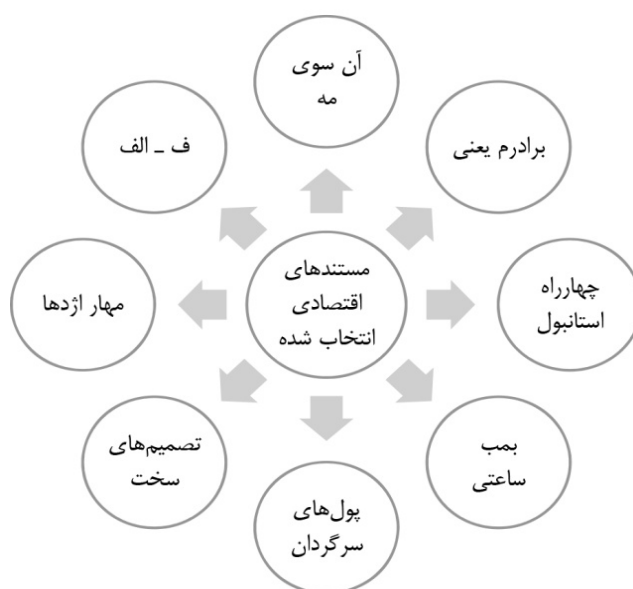 آن سوی
مه
برادرم یعنی
ف ـ الف
مستندهای
اقتصادی
انتخاب شده
چهارراه
استانبول
مهار اژدها
بمب
ساعتی
تصمیم‌های
سخت
پول‌های
سرگردان